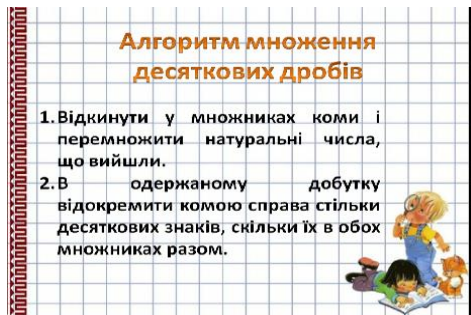 Алгоритм множення
десяткових дробів
1. Відкинути у множниках коми і
перемножити натуральні числа,
що вийшли.
2. В одержаному добутку
відокремити комою справа стільки
десяткових знаків, скільки їх в обох
множниках разом.